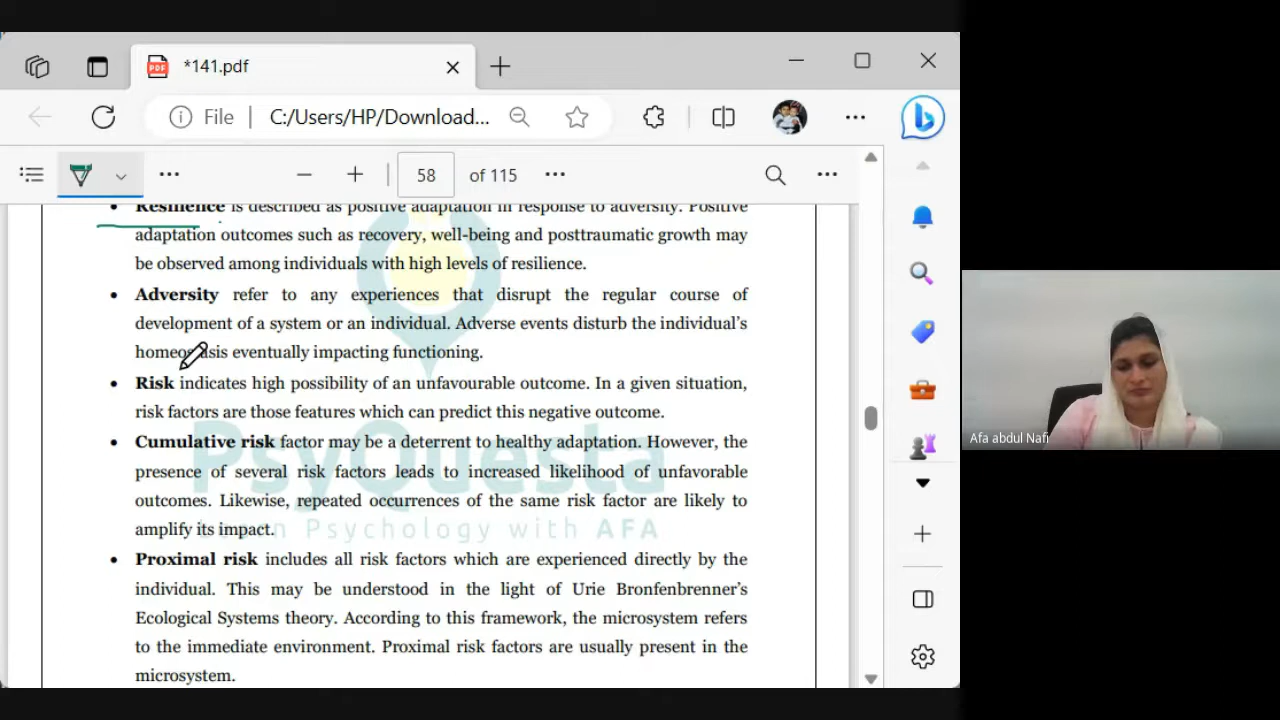 *141.pdf
File
C:/Users/HP/Download...
58 of 115
Resilience is described as positive adaptation in response to adversity. Positive
adaptation outcomes such as recovery, well-being and posttraumatic growth may
be observed among individuals with high levels of resilience.
Adversity refer to any experiences that disrupt the regular course of
development of a system or an individual. Adverse events disturb the individual's
homeostasis eventually impacting functioning.
Risk indicates high possibility of an unfavourable outcome. In a given situation,
risk factors are those features which can predict this negative outcome.
Cumulative risk factor may be a deterrent to healthy adaptation. However, the
presence of several risk factors leads to increased likelihood of unfavorable
outcomes. Likewise, repeated occurrences of the same risk factor are likely to
amplify its impact.
Proximal risk includes all risk factors which are experienced directly by the
individual. This may be understood in the light of Urie Bronfenbrenner's
Ecological Systems theory. According to this framework, the microsystem refers
to the immediate environment. Proximal risk factors are usually present in the
microsystem.
PsyQuesta
Learn Psychology with AFA
Afa abdul Nafi